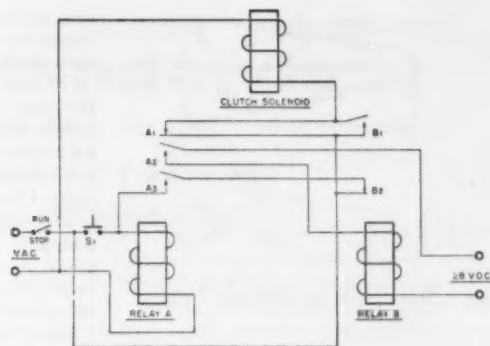 CLUTCH SOLENOID
A1
B1
A2
A3
B2
RUN
STOP
S1
VAC
28 VDC
RELAY A
RELAY B